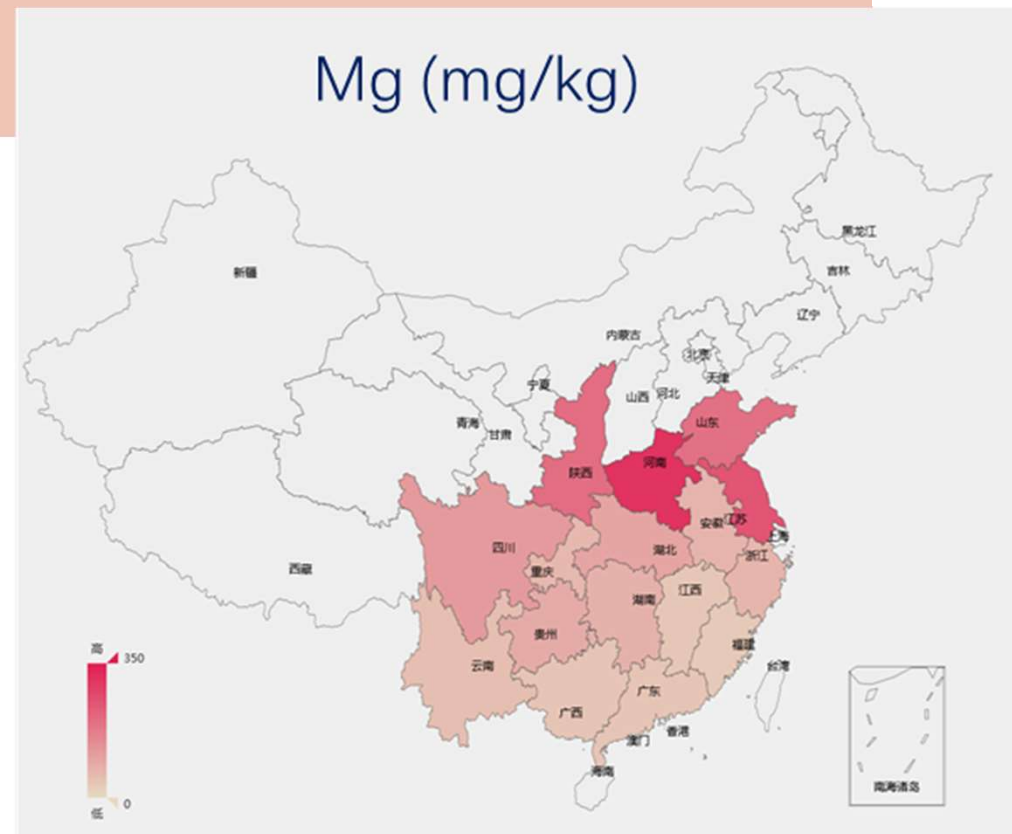 Mg (mg/kg)
黑龙江
新疆
吉林
辽宁
内蒙古
北京
天津
宁夏
山西
河北
青海
甘肃
山东
陕西
河南
安徽
江苏
上海
四川
湖北
浙江
重庆
西藏
江西
湖南
贵州
福建
云南
台湾
广东
广西
香港
澳门
海南
南海诸岛
高
350
0
低